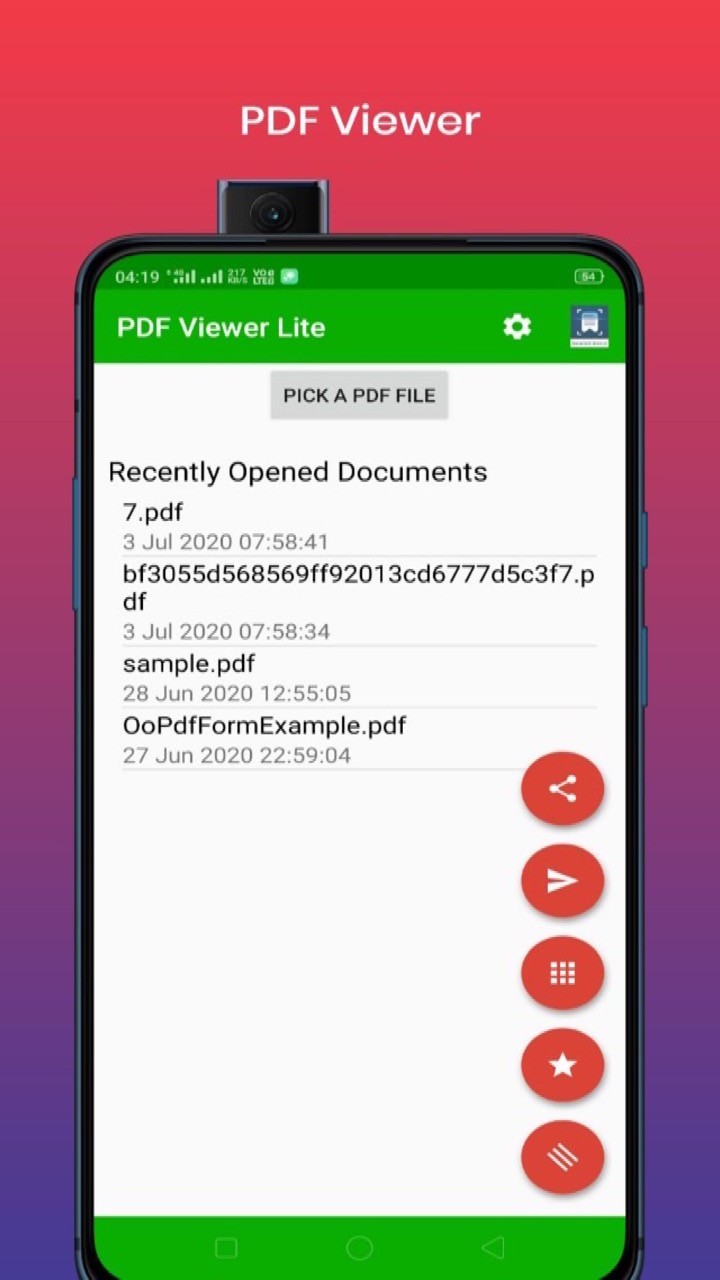 PDF Viewer
04:19 4G 217 KB/s VoB LTE 54
PDF Viewer Lite
PICK A PDF FILE
Recently Opened Documents
7.pdf
3 Jul 2020 07:58:41
bf3055d568569ff92013cd6777d5c3f7.p
df
3 Jul 2020 07:58:34
sample.pdf
28 Jun 2020 12:55:05
OoPdfFormExample.pdf
27 Jun 2020 22:59:04